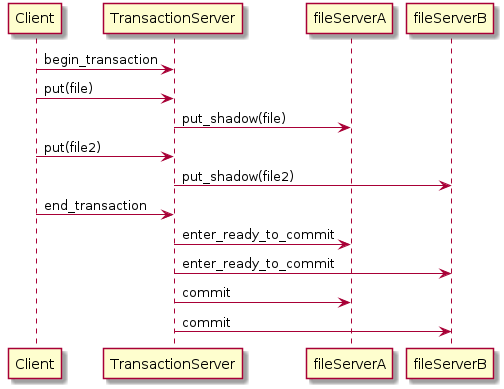 Client TransactionServer fileServerA fileServerB
begin_transaction
put(file)
put_shadow(file)
put(file2)
put_shadow(file2)
end_transaction
enter_ready_to_commit
enter_ready_to_commit
commit
commit
Client TransactionServer fileServerA fileServerB